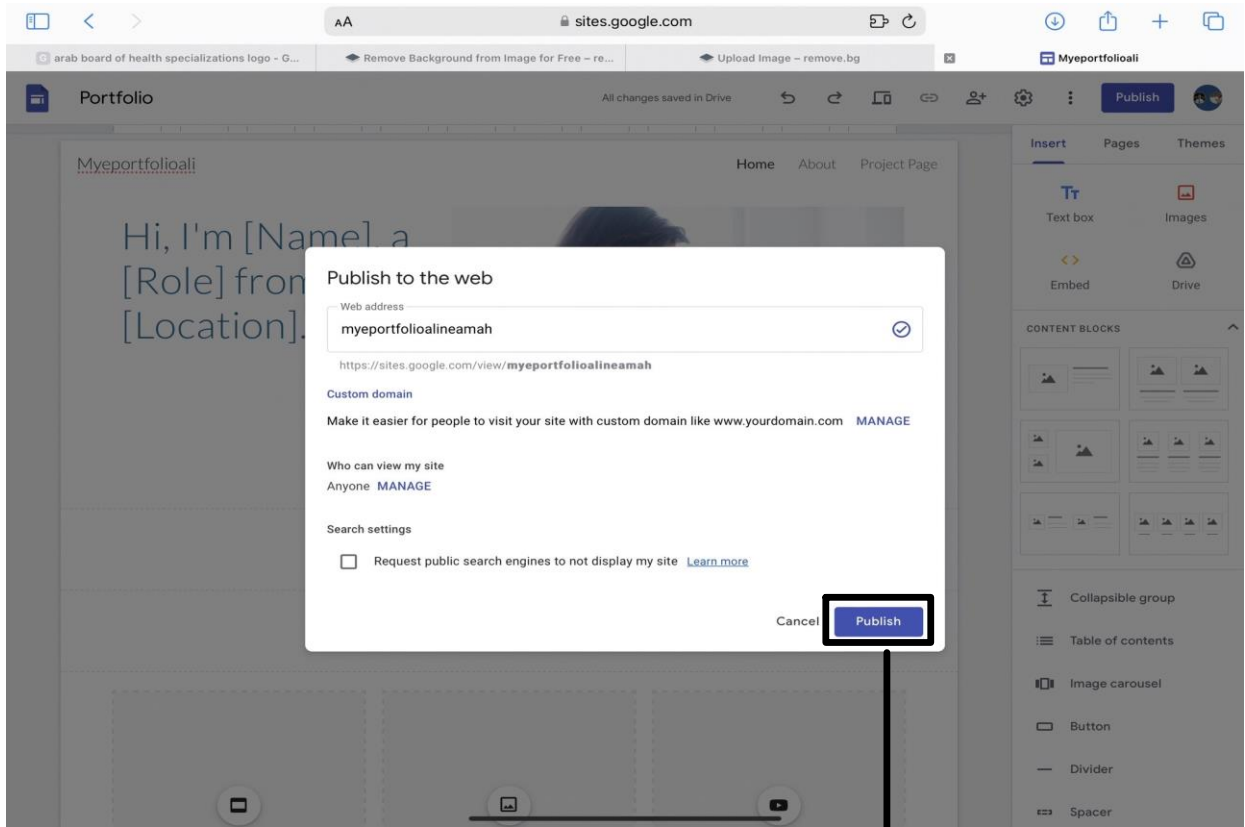 AA
sites.google.com
arab board of health specializations logo - G...
Remove Background from Image for Free – re...
Upload Image – remove.bg
Myeportfolioali
Portfolio
All changes saved in Drive
Publish
Myeportfolioali
Home About Project Page
Insert Pages Themes
Hi, I'm [Name], a
[Role] from
[Location].
Tт
Text box
Images
Embed
Drive
CONTENT BLOCKS
Publish to the web
Web address
myeportfolioalineamah
https://sites.google.com/view/myeportfolioalineamah
Custom domain
Make it easier for people to visit your site with custom domain like www.yourdomain.com MANAGE
Who can view my site
Anyone MANAGE
Search settings
Request public search engines to not display my site Learn more
Cancel Publish
Collapsible group
Table of contents
Image carousel
Button
Divider
Spacer